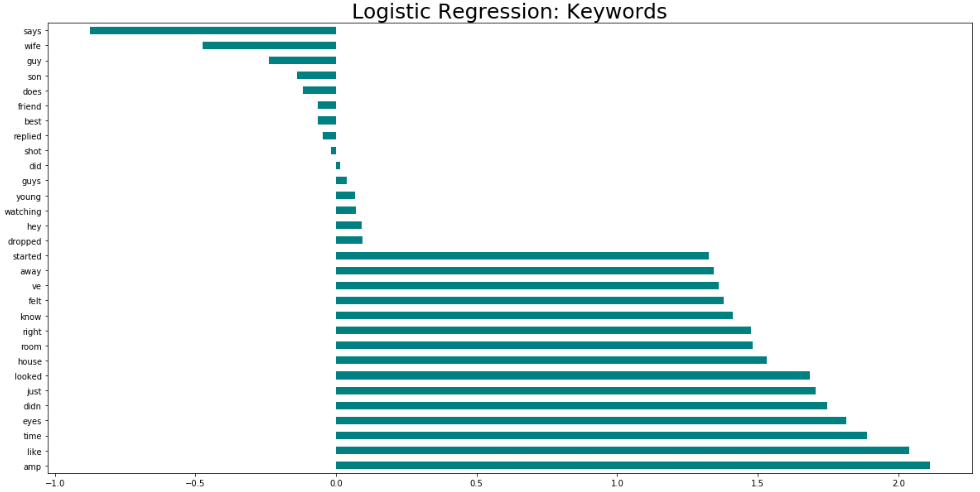 Logistic Regression: Keywords
says
wife
guy
son
does
friend
best
replied
shot
did
guys
young
watching
hey
dropped
started
away
ve
felt
know
right
room
house
looked
just
didn
eyes
time
like
amp
−1.0 −0.5 0.0 0.5 1.0 1.5 2.0